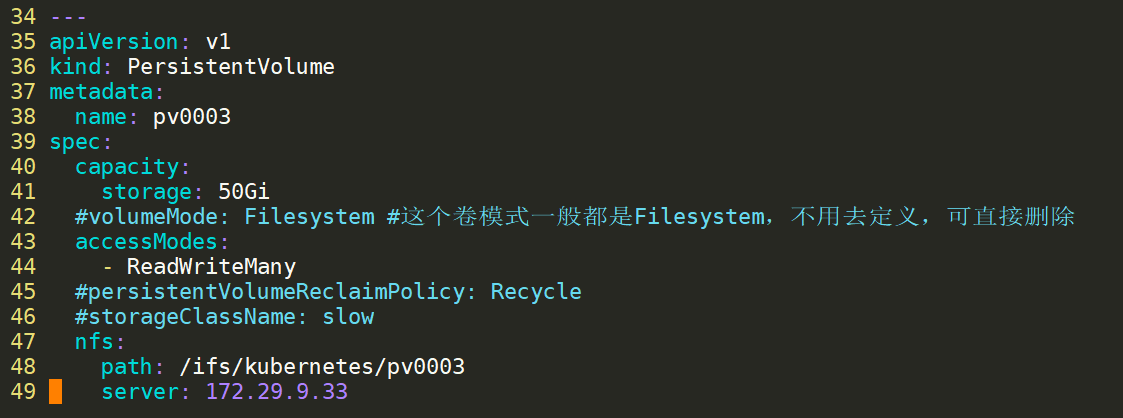 34 ---
35 apiVersion: v1
36 kind: PersistentVolume
37 metadata:
38   name: pv0003
39 spec:
40   capacity:
41     storage: 50Gi
42   #volumeMode: Filesystem #这个卷模式一般都是Filesystem，不用去定义，可直接删除
43   accessModes:
44     - ReadWriteMany
45   #persistentVolumeReclaimPolicy: Recycle
46   #storageClassName: slow
47   nfs:
48     path: /ifs/kubernetes/pv0003
49     server: 172.29.9.33